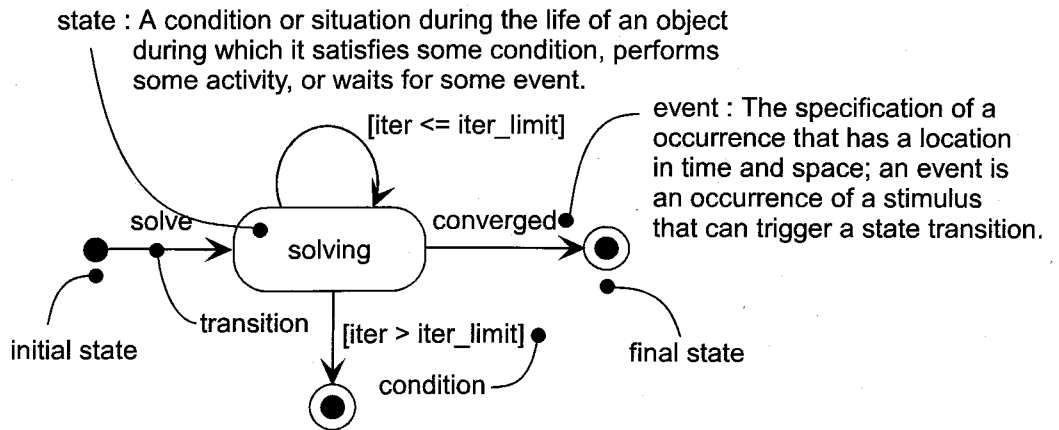 state : A condition or situation during the life of an object
during which it satisfies some condition, performs
some activity, or waits for some event.
[iter <= iter_limit]
event : The specification of a
occurrence that has a location
in time and space; an event is
an occurrence of a stimulus
that can trigger a state transition.
solve
converged
solving
transition
[iter > iter_limit]
initial state
final state
condition